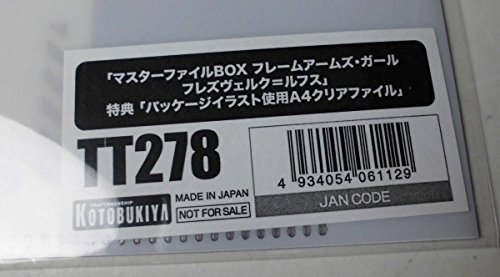 「マスターファイルBOX フレームアームズ・ガール
フレズヴェルク=ルフス」
特典「パッケージイラスト使用A4クリアファイル」
TT278
CRAFTSMANSHIP
KOTOBUKIYA
MADE IN JAPAN
NOT FOR SALE
4 934054 061129
JAN CODE